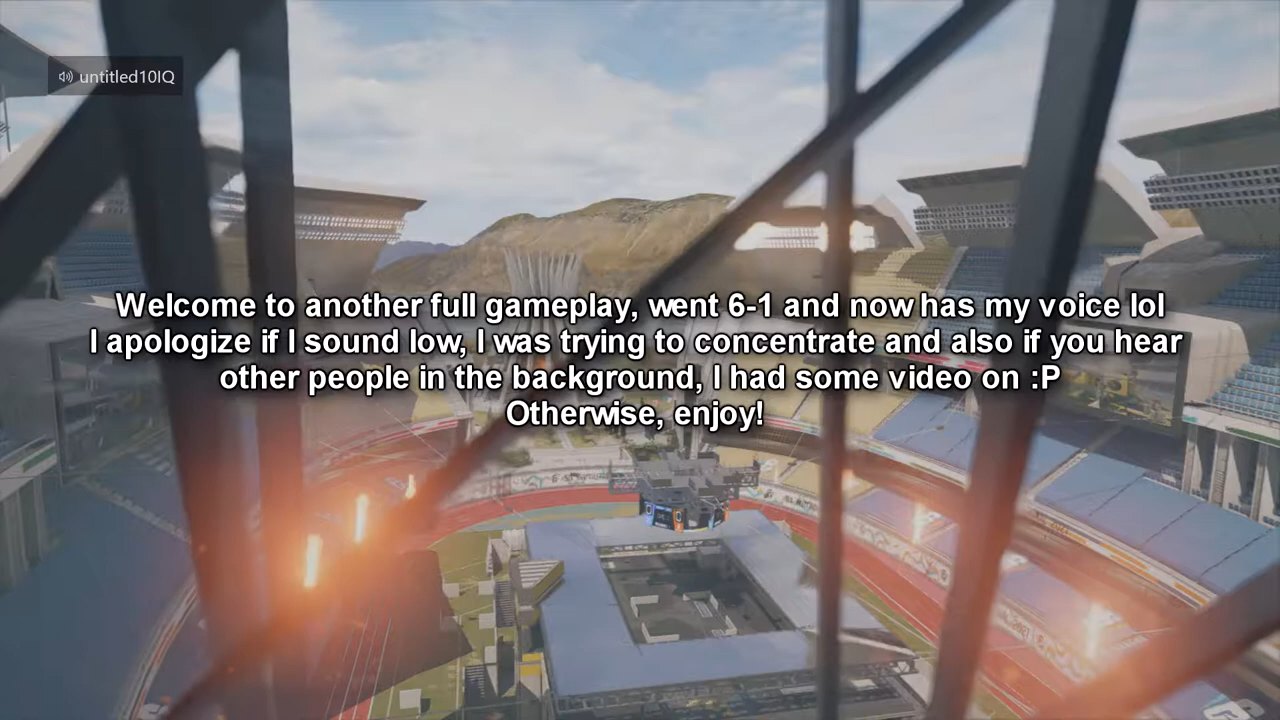 untitled10IQ
Welcome to another full gameplay, went 6-1 and now has my voice lol
I apologize if I sound low, I was trying to concentrate and also if you hear
other people in the background, I had some video on :P
Otherwise, enjoy!